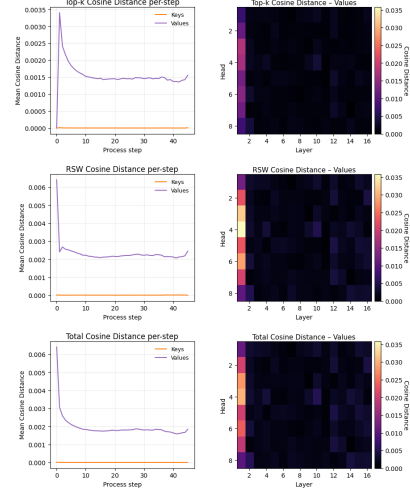 Top-k Cosine Distance per-step
Mean Cosine Distance
0.0035
0.0030
0.0025
0.0020
0.0015
0.0010
0.0005
0.0000
Keys
Values
0 10 20 30 40
Process step
Top-k Cosine Distance – Values
Head
2
4
6
8
2 4 6 8 10 12 14 16
Layer
0.035
0.030
0.025
0.020
0.015
0.010
0.005
0.000
Cosine Distance
RSW Cosine Distance per-step
Mean Cosine Distance
0.006
0.005
0.004
0.003
0.002
0.001
0.000
Keys
Values
0 10 20 30 40
Process step
RSW Cosine Distance – Values
Head
2
4
6
8
2 4 6 8 10 12 14 16
Layer
0.035
0.030
0.025
0.020
0.015
0.010
0.005
0.000
Cosine Distance
Total Cosine Distance per-step
Mean Cosine Distance
0.006
0.005
0.004
0.003
0.002
0.001
0.000
Keys
Values
0 10 20 30 40
Process step
Total Cosine Distance – Values
Head
2
4
6
8
2 4 6 8 10 12 14 16
Layer
0.035
0.030
0.025
0.020
0.015
0.010
0.005
0.000
Cosine Distance